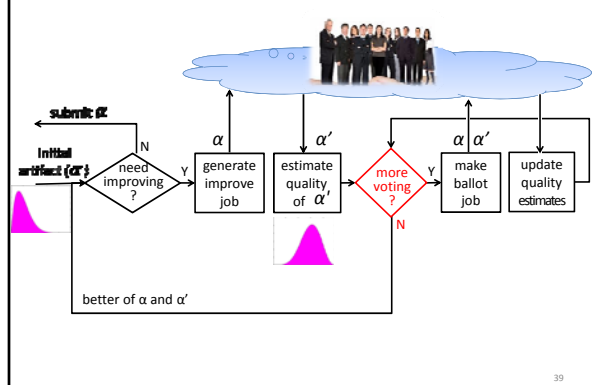 submit α
N
Initial
artifact (α)
need
improving
?
Y
generate
improve
job
α
α′
estimate
quality
of α′
more
voting
?
Y
N
α α′
make
ballot
job
update
quality
estimates
better of α and α’
39